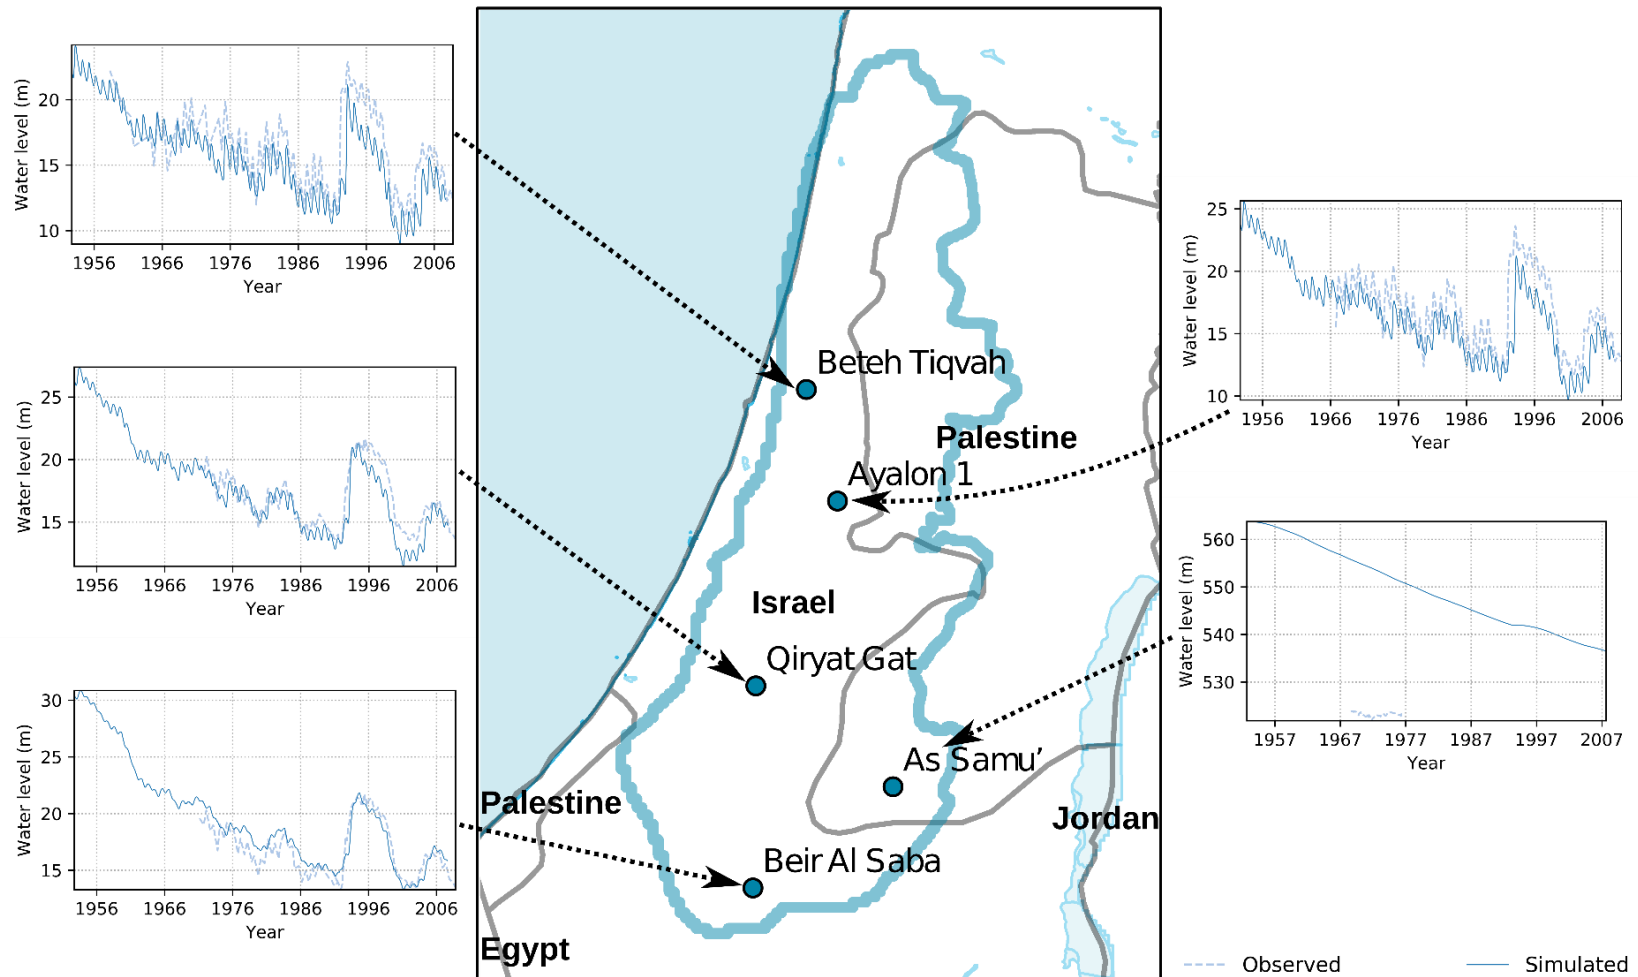 20
15
10
1956 1966 1976 1986 1996 2006
Year
Water level (m)
25
20
15
1956 1966 1976 1986 1996 2006
Year
Water level (m)
30
25
20
15
1956 1966 1976 1986 1996 2006
Year
Water level (m)
Beteh Tiqvah
Palestine
Ayalon 1
Israel
Qiryat Gat
As Samu’
Palestine
Jordan
Beir Al Saba
Egypt
25
20
15
10
1956 1966 1976 1986 1996 2006
Year
Water level (m)
560
550
540
530
1957 1967 1977 1987 1997 2007
Year
Water level (m)
Observed Simulated